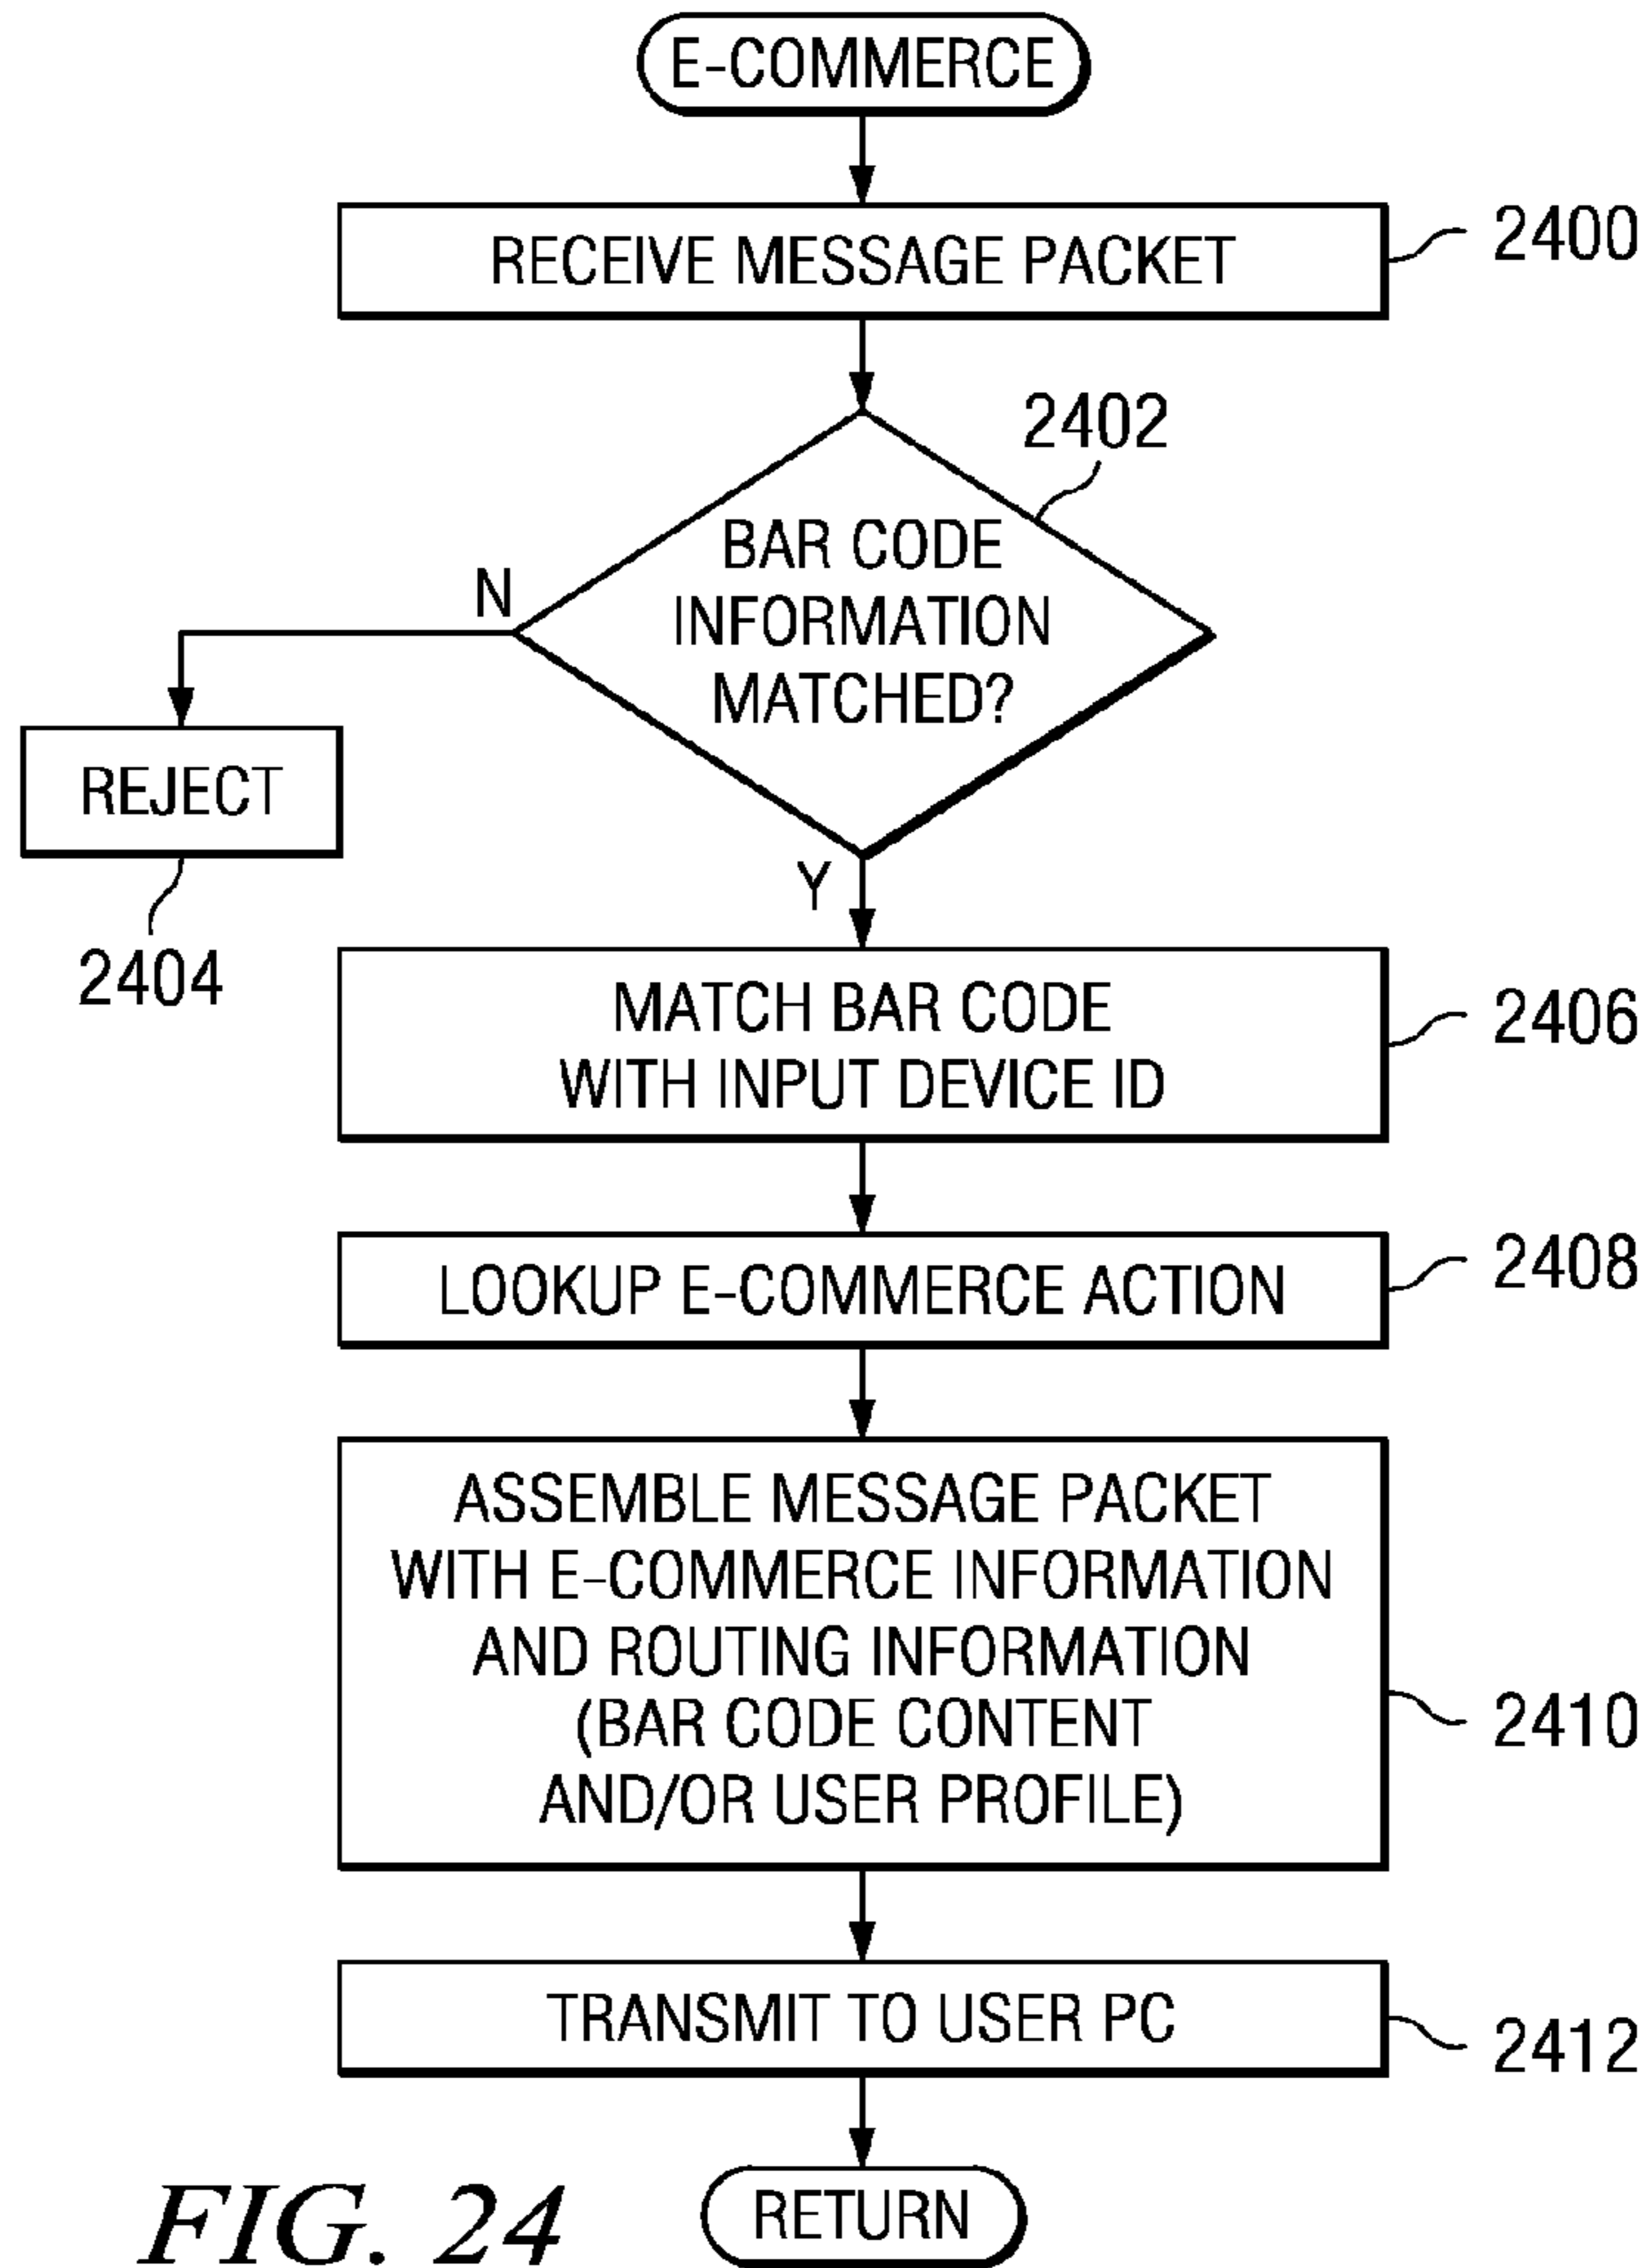 E-COMMERCE
RECEIVE MESSAGE PACKET
2400
2402
BAR CODE
INFORMATION
MATCHED?
N
REJECT
2404
Y
MATCH BAR CODE
WITH INPUT DEVICE ID
2406
LOOKUP E-COMMERCE ACTION
2408
ASSEMBLE MESSAGE PACKET
WITH E-COMMERCE INFORMATION
AND ROUTING INFORMATION
(BAR CODE CONTENT
AND/OR USER PROFILE)
2410
TRANSMIT TO USER PC
2412
RETURN
FIG. 24